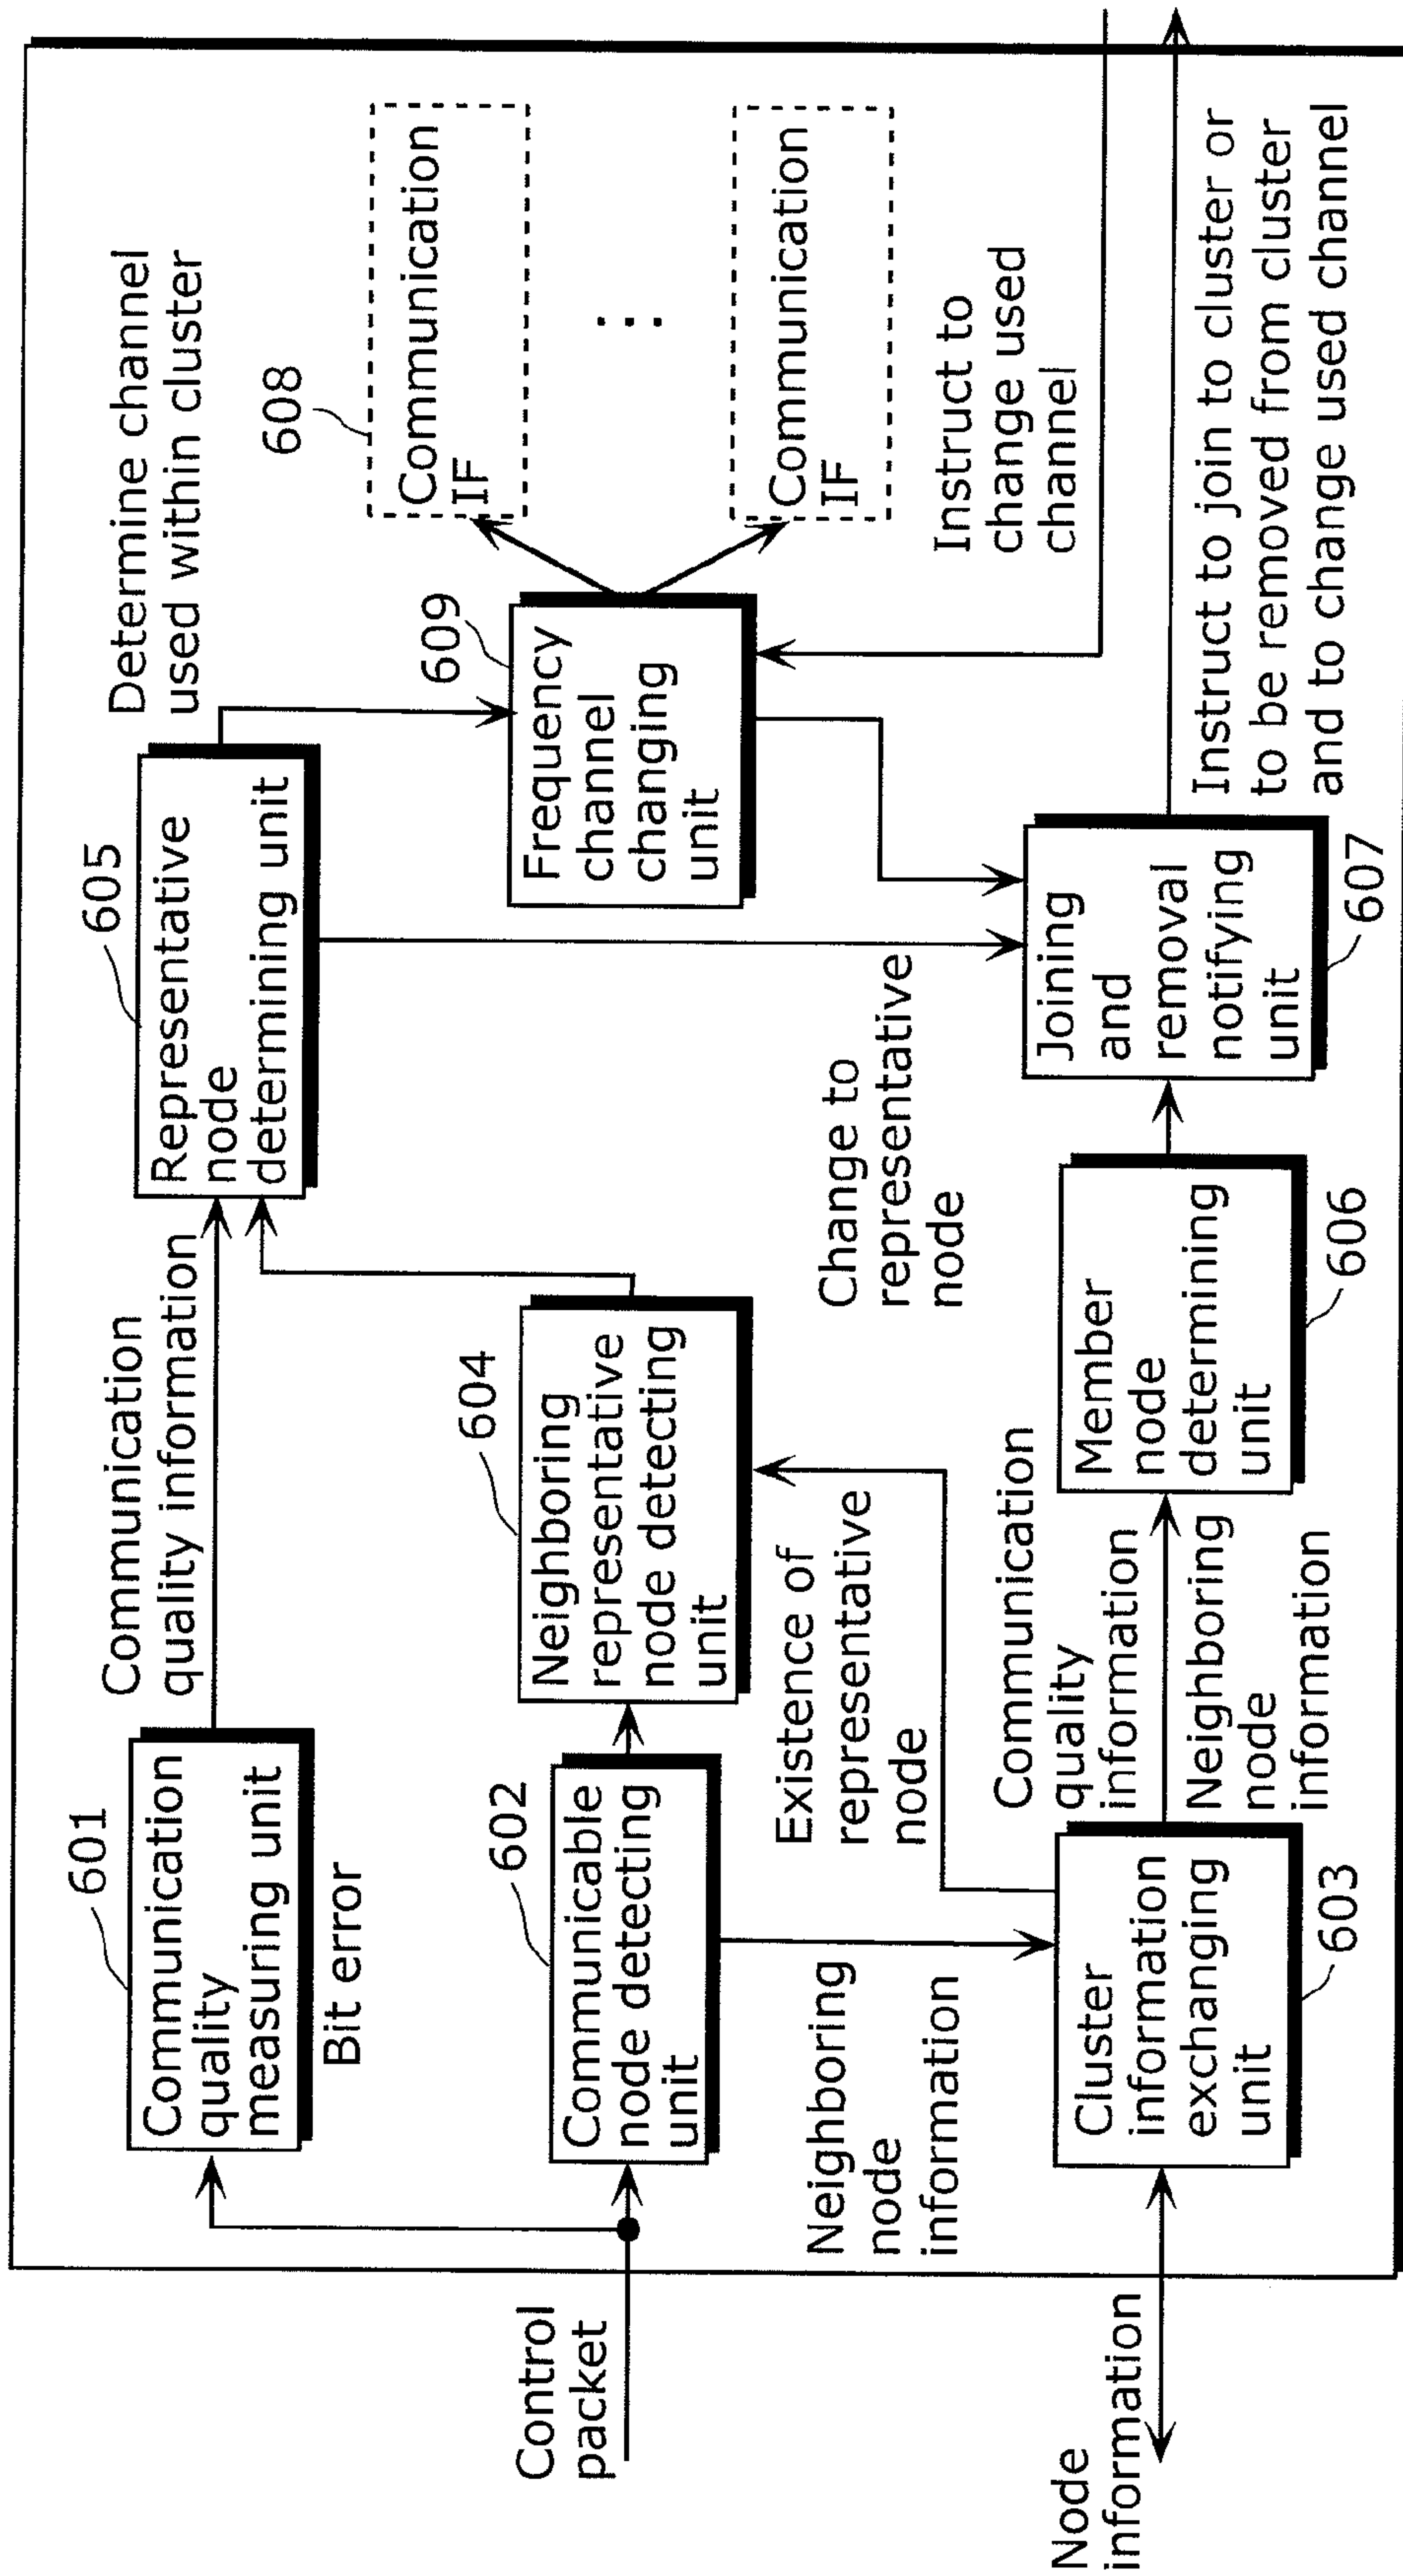 Control
packet
Node
information
601
Communication
quality
measuring unit
Bit error
Communication
quality information
602
Communicable
node detecting
unit
Neighboring
node
information
Cluster
information
exchanging
unit
603
604
Neighboring
representative
node detecting
unit
Existence of
representative
node
Communication
quality
information
Neighboring
node
information
605
Representative
node
determining unit
Change to
representative
node
Member
node
determining
unit
606
Determine channel
used within cluster
609
Frequency
channel
changing
unit
Joining
and
removal
notifying
unit
607
608
Communication
IF
Communication
IF
Instruct to
change used
channel
Instruct to join to cluster or
to be removed from cluster
and to change used channel